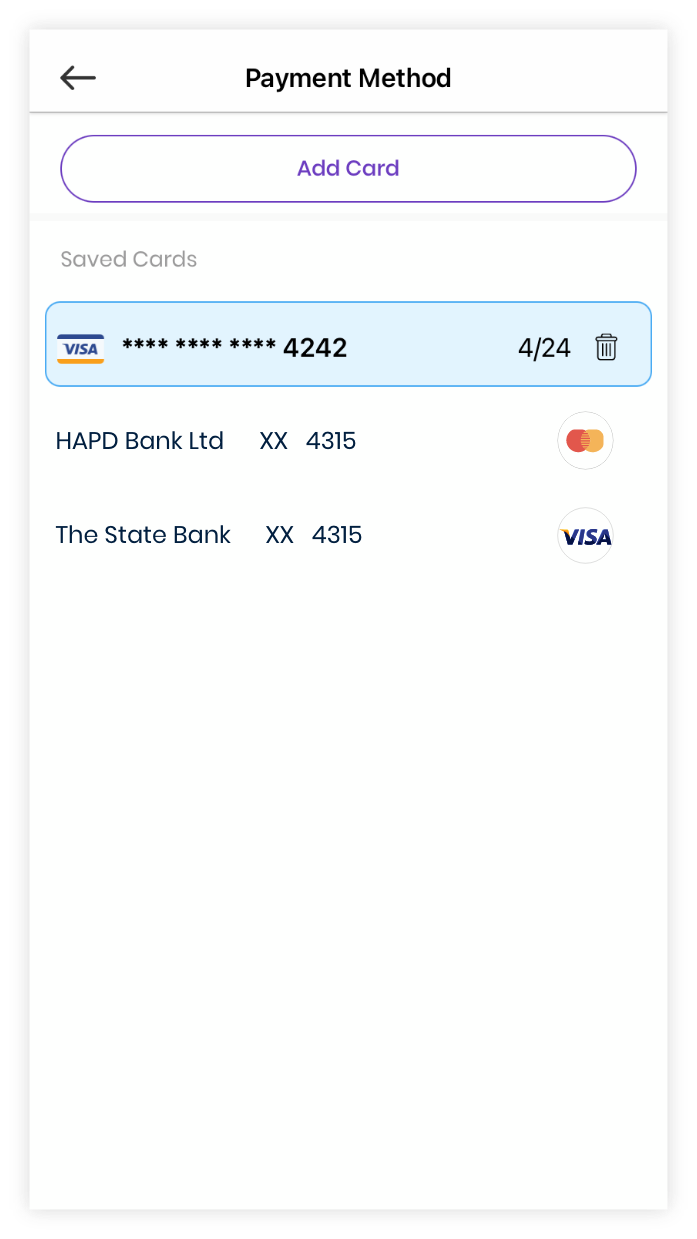 Payment Method
Add Card
Saved Cards
VISA **** **** **** 4242 4/24
HAPD Bank Ltd XX 4315
The State Bank XX 4315 VISA